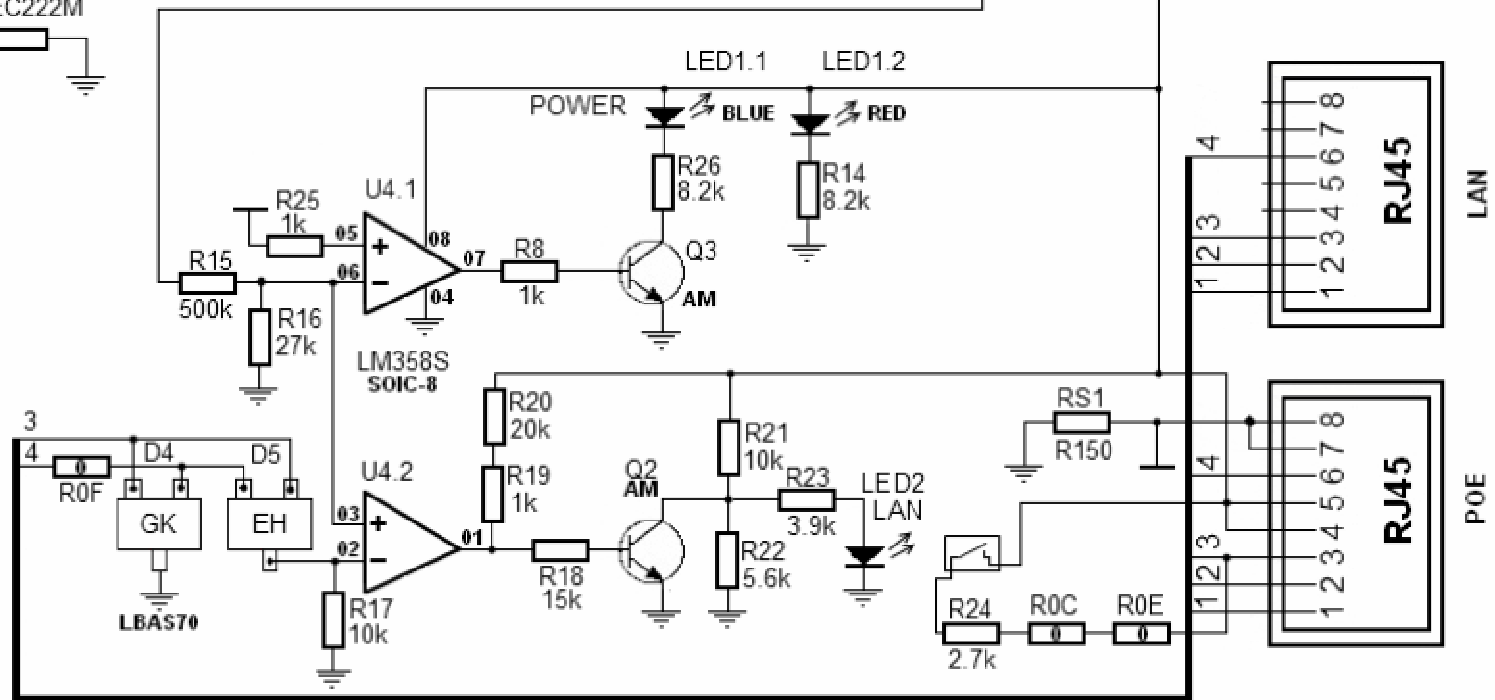 EC222M
LED1.1
LED1.2
POWER
BLUE
RED
R26
8.2k
R14
8.2k
U4.1
R25
1k
05
08
07
R8
1k
Q3
AM
R15
500k
06
04
R16
27k
LM358S
SOIC-8
4
3
2
1
8
7
6
5
4
3
2
1
RJ45
LAN
R20
20k
R19
1k
R21
10k
R23
3.9k
LED2
LAN
RS1
R150
3
4
0
R0F
D4
D5
GK
EH
LBAS70
U4.2
03
02
01
R17
10k
R18
15k
Q2
AM
R22
5.6k
R24
2.7k
R0C
0
R0E
0
4
3
2
1
8
7
6
5
4
3
2
1
RJ45
POE